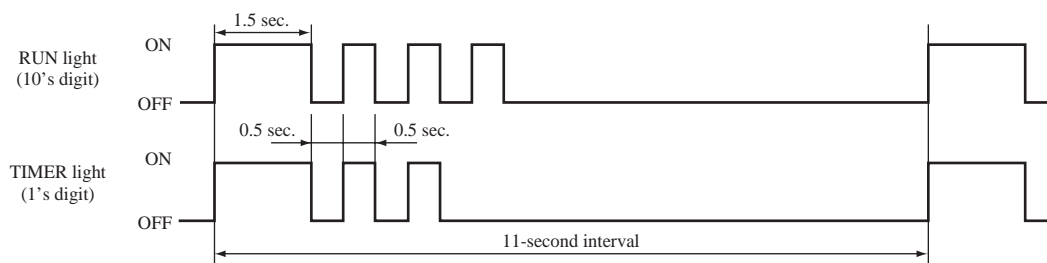 1.5 sec.
ON
RUN light
(10's digit)
OFF
0.5 sec.
0.5 sec.
ON
TIMER light
(1's digit)
OFF
11-second interval